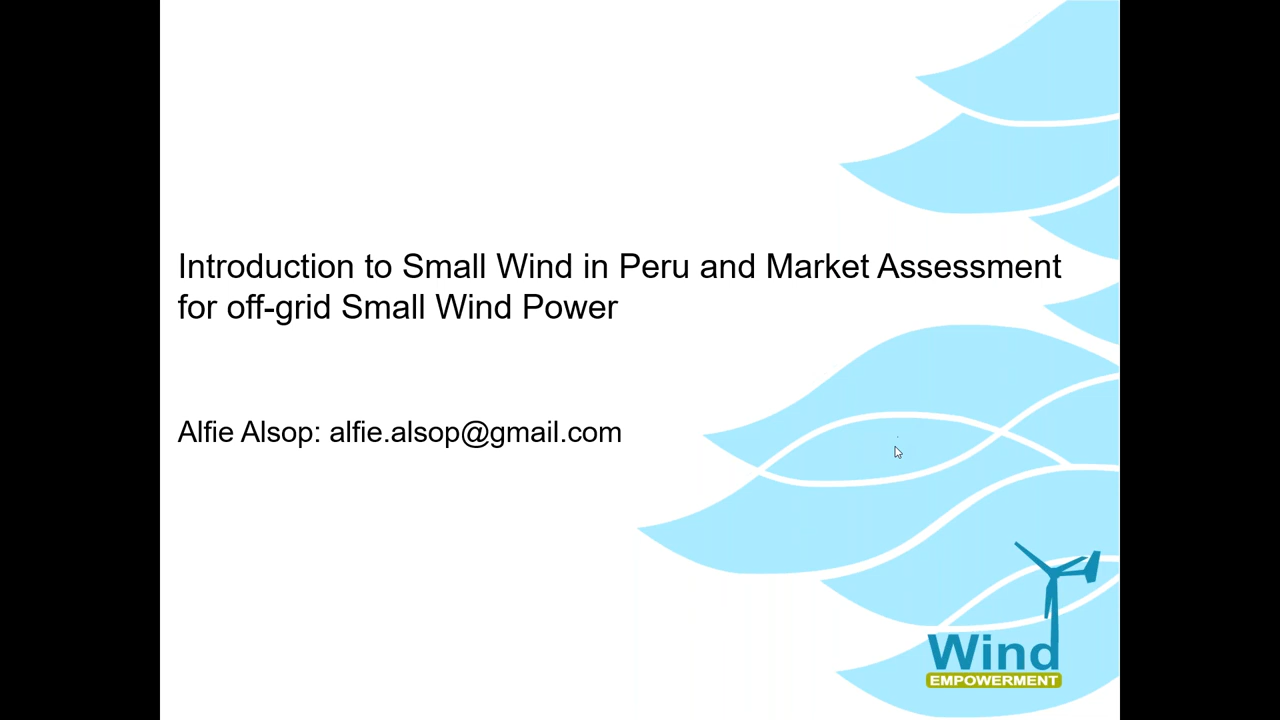 Introduction to Small Wind in Peru and Market Assessment
for off-grid Small Wind Power
Alfie Alsop: alfie.alsop@gmail.com
Wind
EMPOWERMENT